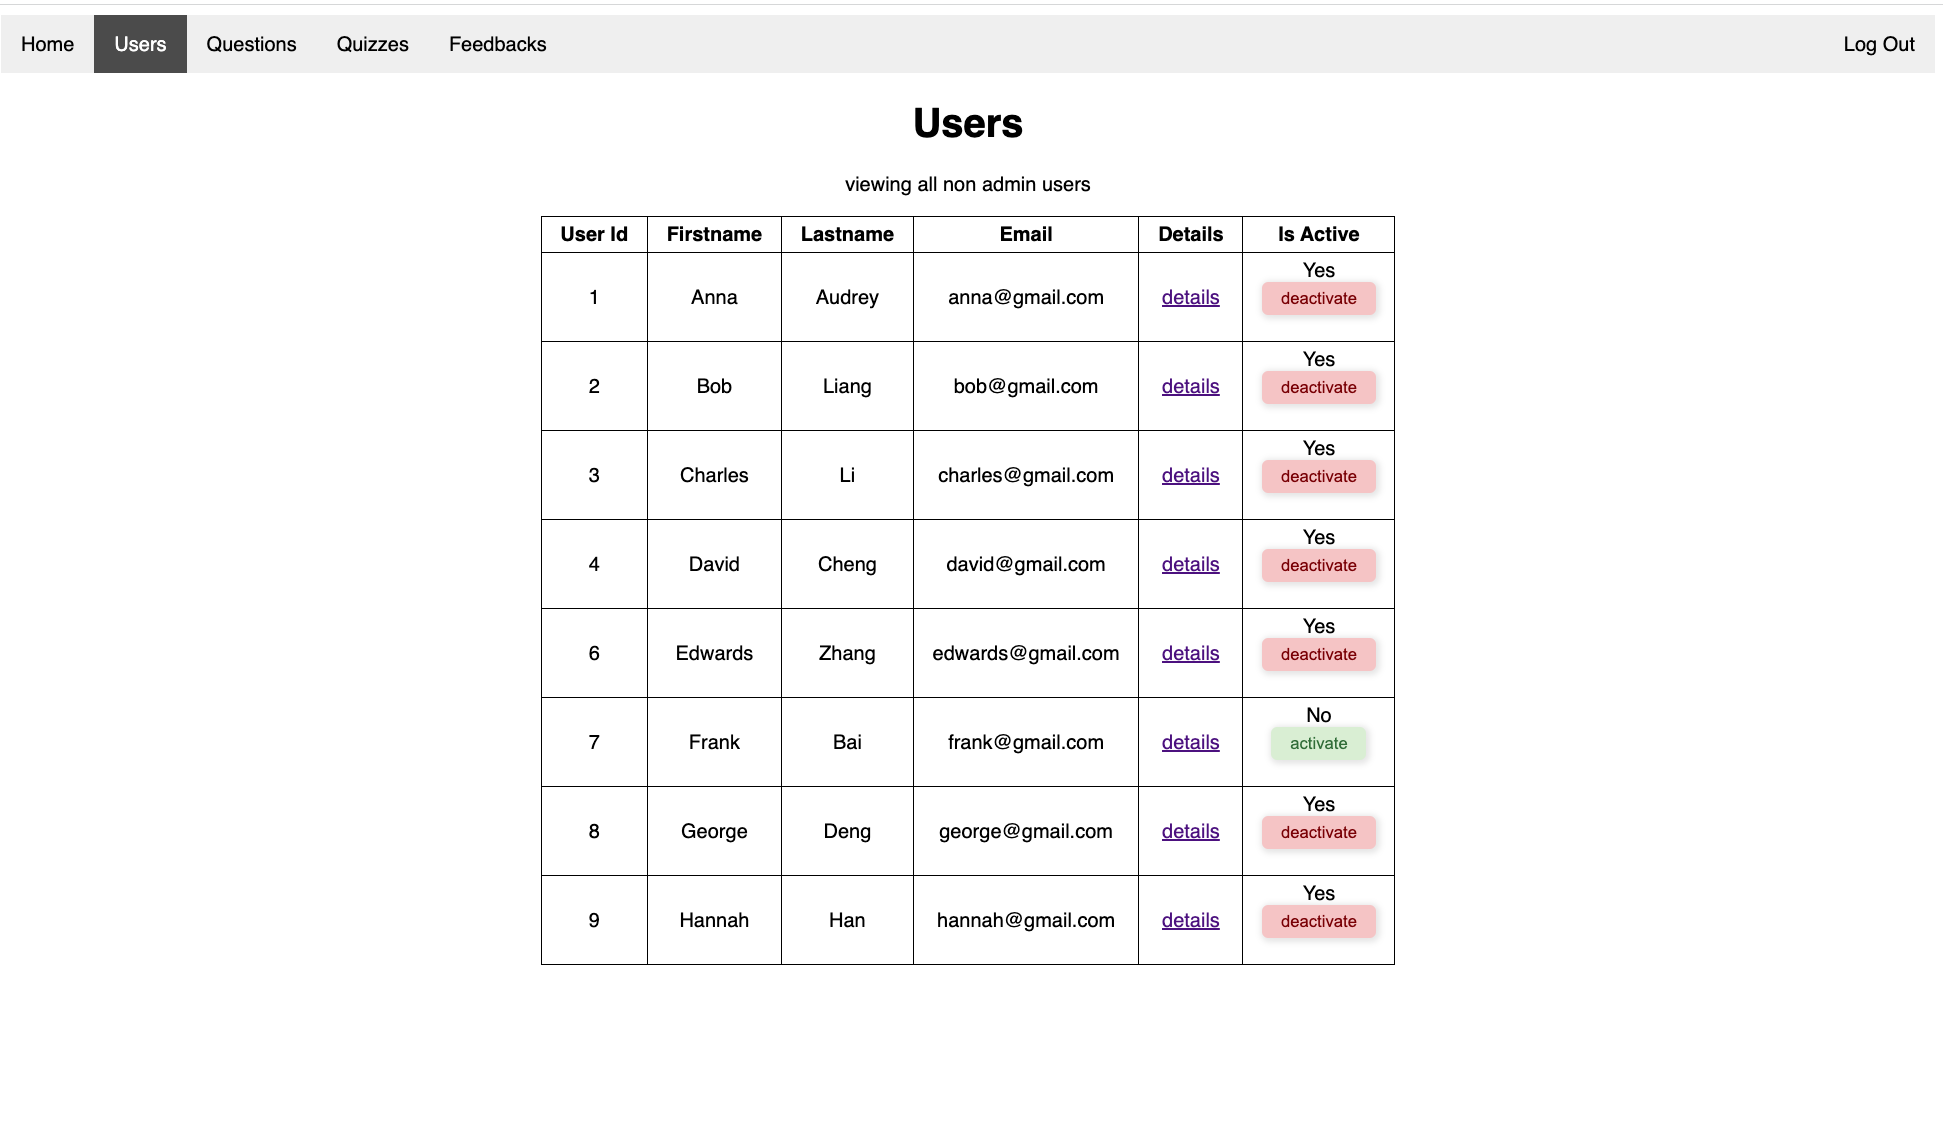 Home Users Questions Quizzes Feedbacks Log Out
Users
viewing all non admin users
User Id Firstname Lastname Email Details Is Active
1 Anna Audrey anna@gmail.com details Yes
deactivate
2 Bob Liang bob@gmail.com details Yes
deactivate
3 Charles Li charles@gmail.com details Yes
deactivate
4 David Cheng david@gmail.com details Yes
deactivate
6 Edwards Zhang edwards@gmail.com details Yes
deactivate
7 Frank Bai frank@gmail.com details No
activate
8 George Deng george@gmail.com details Yes
deactivate
9 Hannah Han hannah@gmail.com details Yes
deactivate